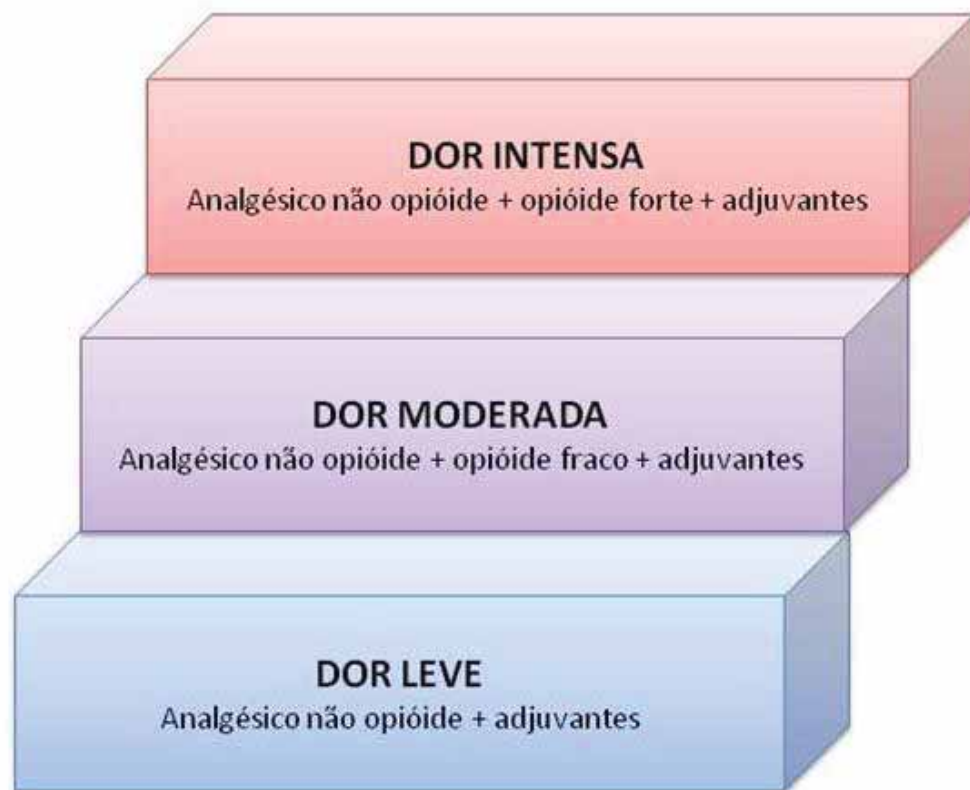 DOR INTENSA
Analgésico não opióide + opióide forte + adjuvantes
DOR MODERADA
Analgésico não opióide + opióide fraco + adjuvantes
DOR LEVE
Analgésico não opióide + adjuvantes